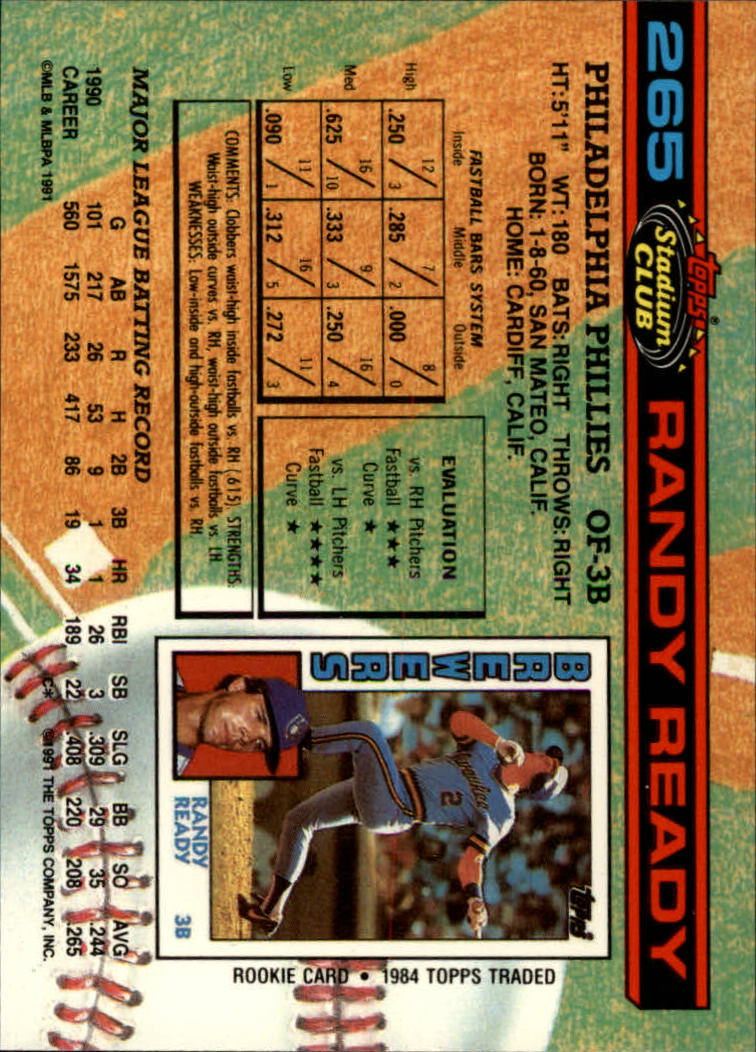 265 Topps® Stadium CLUB RANDY READY
PHILADELPHIA PHILLIES OF-3B
HT:5'11" WT:180 BATS:RIGHT THROWS:RIGHT
BORN: 1-8-60, SAN MATEO, CALIF.
HOME: CARDIFF, CALIF.
FASTBALL BARS SYSTEM
Inside Middle Outside
High .250 12/3 .285 7/2 .000 8/0
Med .625 16/10 .333 9/3 .250 16/4
Low .090 11/1 .312 16/5 .272 11/3
EVALUATION
vs. RH Pitchers
Fastball ★★★
Curve ★
vs. LH Pitchers
Fastball ★★★★
Curve ★
COMMENTS: Clobbers waist-high inside fastballs vs. RH (.615). STRENGTHS:
Waist-high outside curves vs. RH, waist-high outside fastballs vs. LH
WEAKNESSES: Low-inside and high-outside fastballs vs. RH
BREWERS
Topps
2
RANDY
READY
3B
ROOKIE CARD • 1984 TOPPS TRADED
MAJOR LEAGUE BATTING RECORD
G AB R H 2B 3B HR RBI SB SLG BB SO AVG
1990 101 217 26 53 9 1 1 26 3 .309 29 35 .244
CAREER 560 1575 233 417 86 19 34 189 22 .408 220 208 .265
©MLB & MLBPA 1991
C* ©1991 THE TOPPS COMPANY, INC.